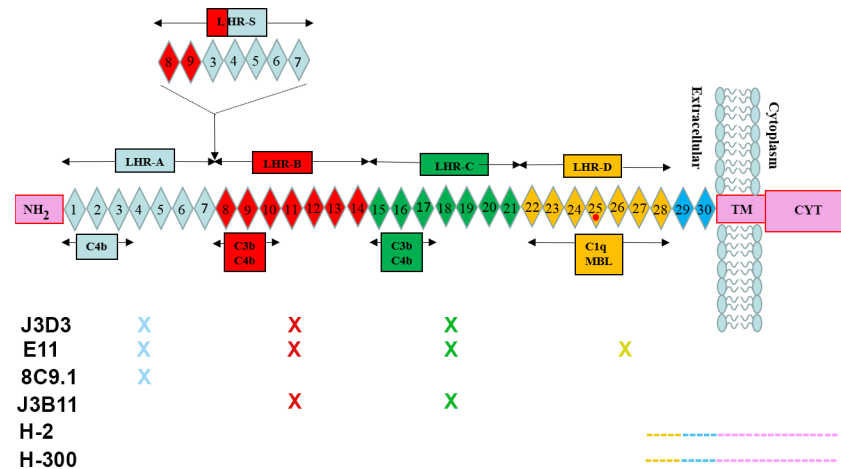 LHR-S
8 9 3 4 5 6 7
Extracellular
Cytoplasm
LHR-A LHR-B LHR-C LHR-D
NH2 1 2 3 4 5 6 7 8 9 10 11 12 13 14 15 16 17 18 19 20 21 22 23 24 25 26 27 28 29 30 TM CYT
C4b C3b C3b C1q
C4b C4b MBL
J3D3 X X X
E11 X X X X
8C9.1 X
J3B11 X X
H-2
H-300